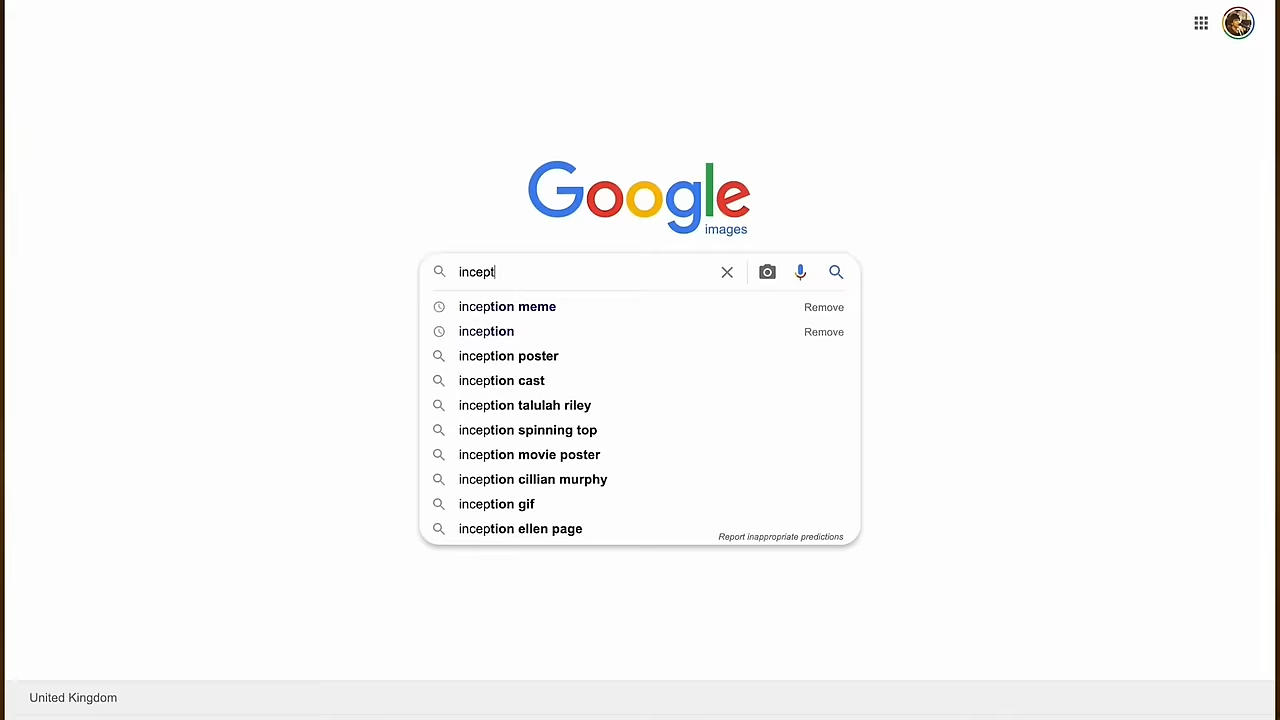 Google
images
incept
inception meme Remove
inception Remove
inception poster
inception cast
inception talulah riley
inception spinning top
inception movie poster
inception cillian murphy
inception gif
inception ellen page
Report inappropriate predictions
United Kingdom